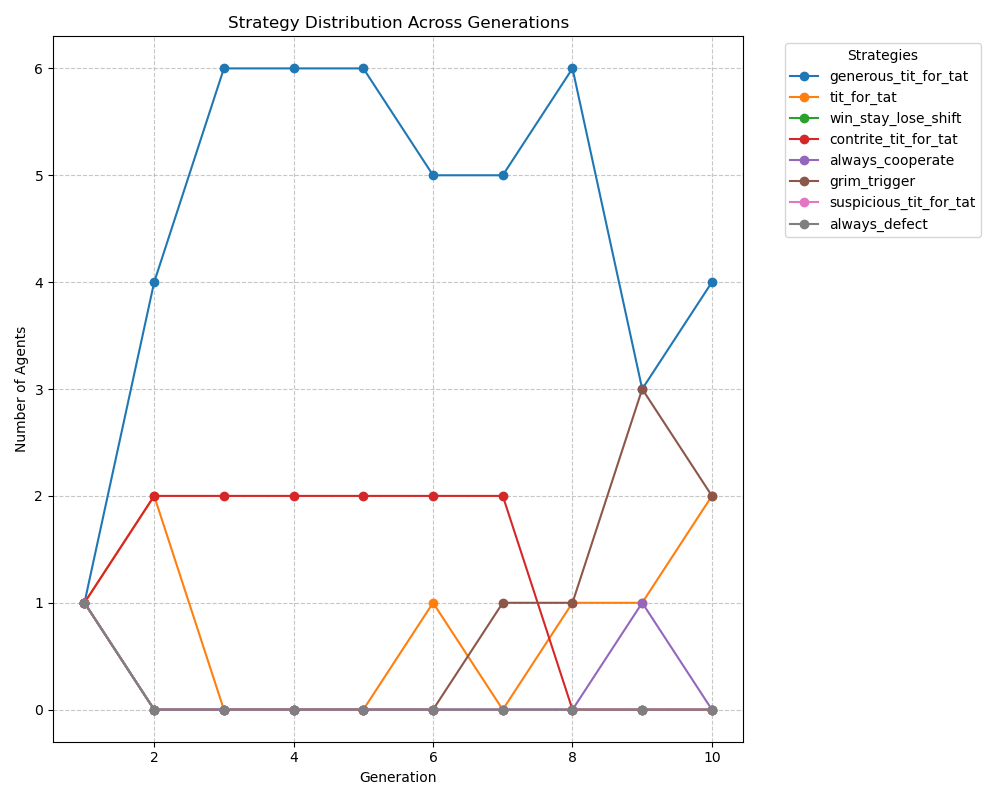 Strategy Distribution Across Generations
Strategies
generous_tit_for_tat
tit_for_tat
win_stay_lose_shift
contrite_tit_for_tat
always_cooperate
grim_trigger
suspicious_tit_for_tat
always_defect
Number of Agents
6
5
4
3
2
1
0
2 4 6 8 10
Generation